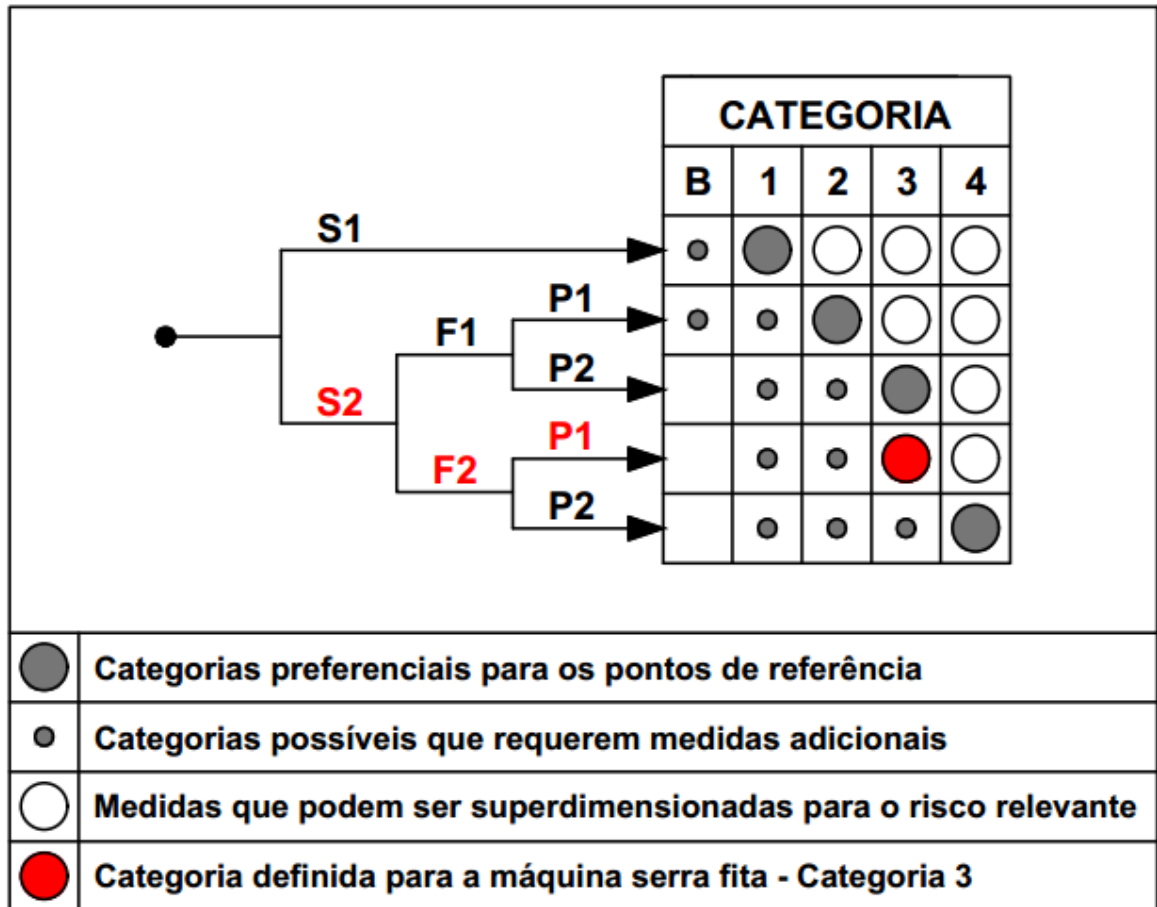 CATEGORIA
B 1 2 3 4
S1
P1
F1
P2
S2
P1
F2
P2
Categorias preferenciais para os pontos de referência
Categorias possíveis que requerem medidas adicionais
Medidas que podem ser superdimensionadas para o risco relevante
Categoria definida para a máquina serra fita - Categoria 3